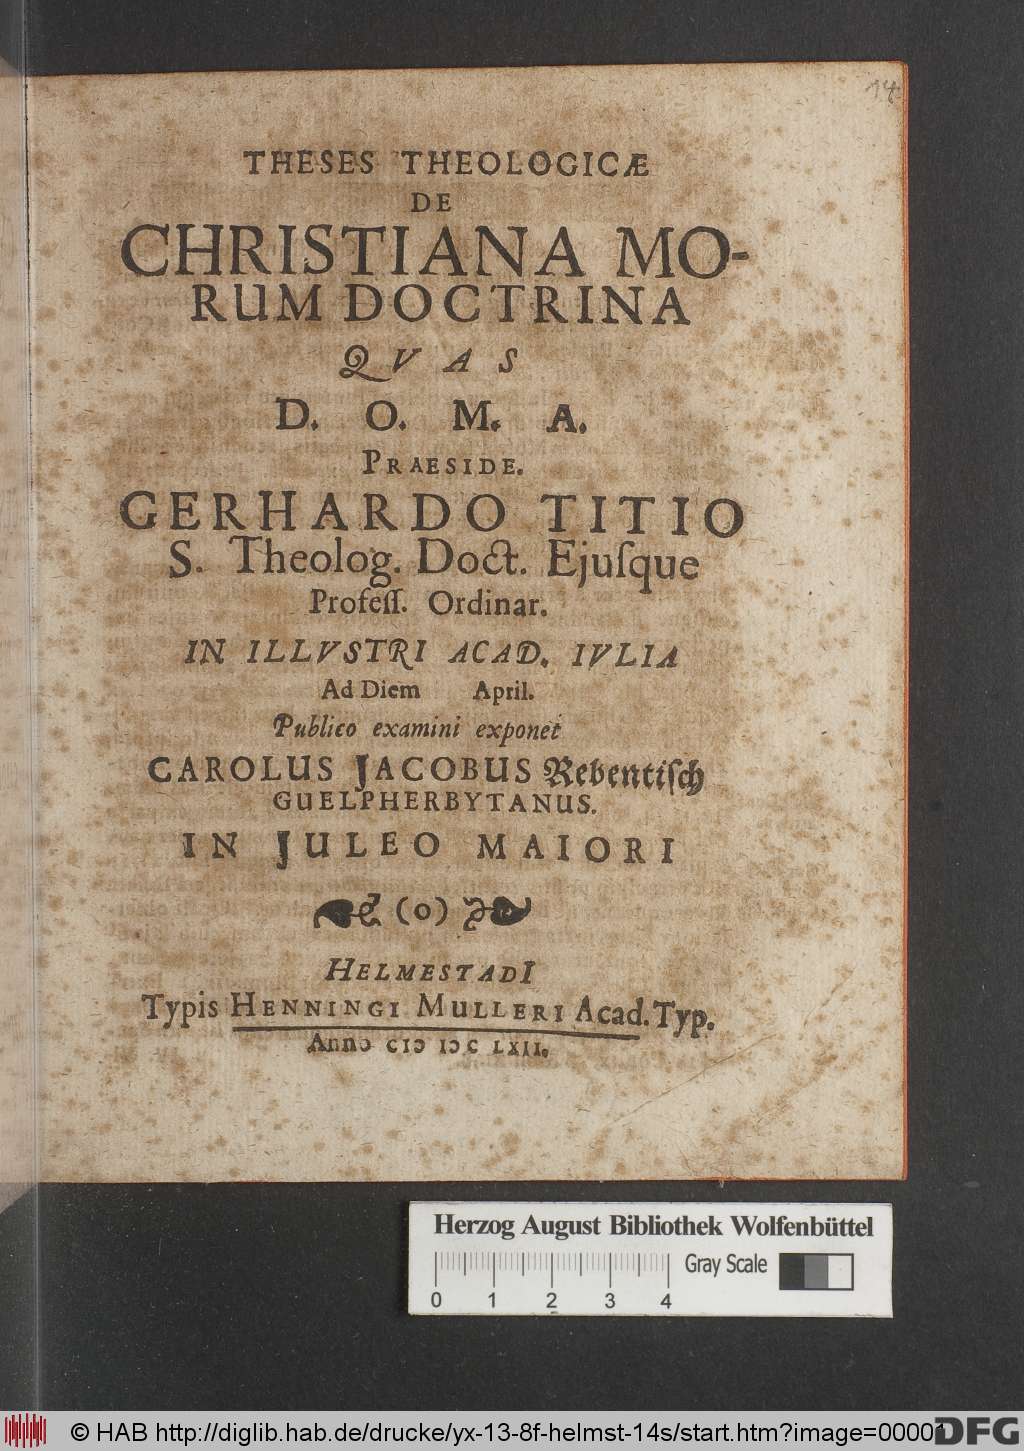 14
THESES THEOLOGICÆ
DE
CHRISTIANA MO-
RUM DOCTRINA
QVAS
D. O. M. A.
PRAESIDE.
GERHARDO TITIO
S. Theolog. Doct. Ejuſque
Profeſſ. Ordinar.
IN ILLVSTRI ACAD. IVLIA
Ad Diem April.
Publico examini exponet
CAROLUS JACOBUS Rebentiſch
GUELPHERBYTANUS.
IN JULEO MAIORI
(o)
HELMESTADI
Typis HENNINGI MULLERI Acad. Typ.
Anno CIↃ IↃC LXII.
Herzog August Bibliothek Wolfenbüttel
Gray Scale
0 1 2 3 4
© HAB http://diglib.hab.de/drucke/yx-13-8f-helmst-14s/start.htm?image=00001
DFG